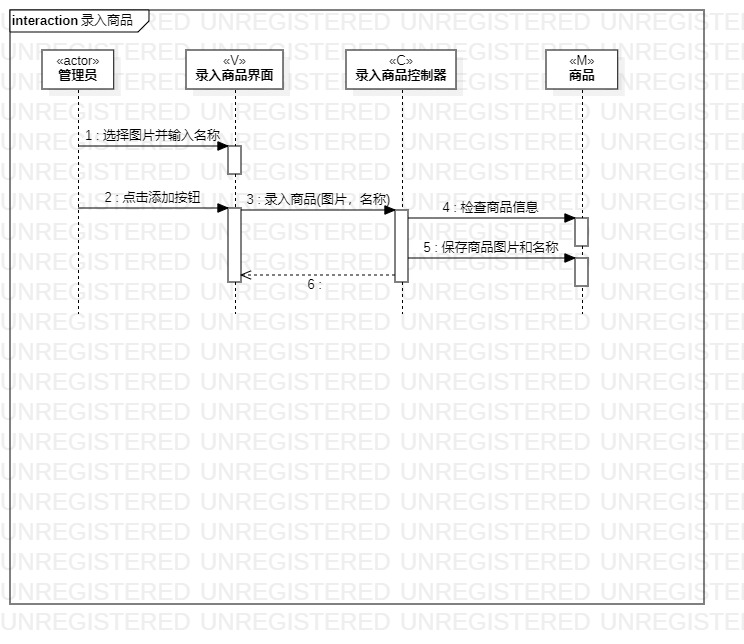 interaction 录入商品
«actor»
管理员
«V»
录入商品界面
«C»
录入商品控制器
«M»
商品
1 : 选择图片并输入名称
2 : 点击添加按钮
3 : 录入商品(图片，名称)
4 : 检查商品信息
5 : 保存商品图片和名称
6 :
UNREGISTERED UNREGISTERED UNREGISTERED UNREGISTERED